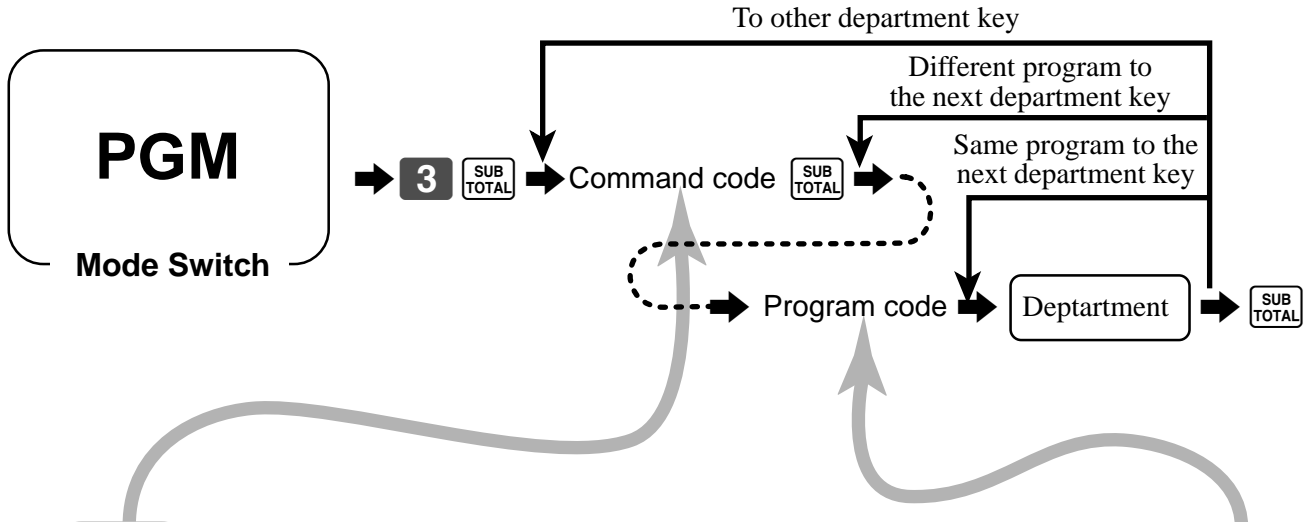 To other department key
Different program to
the next department key
Same program to the
next department key
PGM
Mode Switch
3 SUB TOTAL Command code SUB TOTAL
Program code Deptartment SUB TOTAL